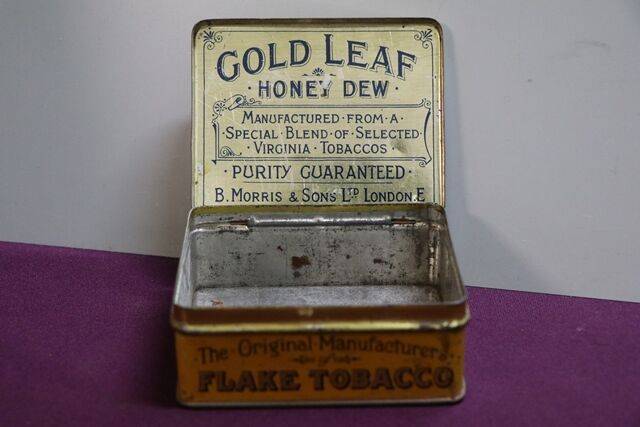 GOLD LEAF
· HONEY DEW ·
MANUFACTURED · FROM · A ·
SPECIAL · BLEND · OF · SELECTED
· VIRGINIA · TOBACCOS ·
· PURITY GUARANTEED ·
B. MORRIS & SONS LTD LONDON.E
The · Original · Manufacturers
of
FLAKE TOBACCO